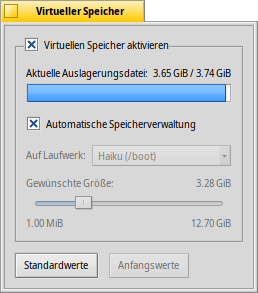 Virtueller Speicher
Virtuellen Speicher aktivieren
Aktuelle Auslagerungsdatei: 3.65 GiB / 3.74 GiB
Automatische Speicherverwaltung
Auf Laufwerk: Haiku (/boot)
Gewünschte Größe: 3.28 GiB
1.00 MiB 12.70 GiB
Standardwerte Anfangswerte